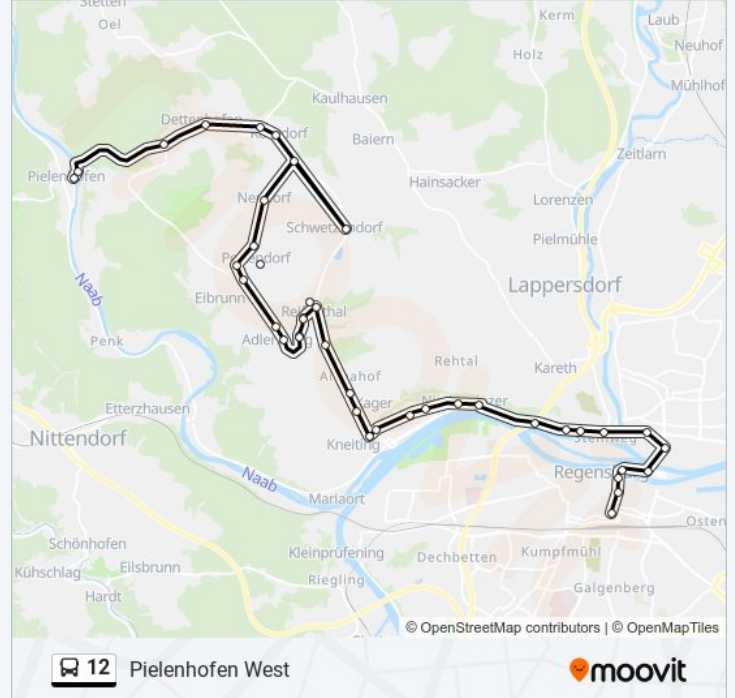 Stetten
Oel
Kerm
Laub
Neuhof
Holz
Mühlhof
Kaulhausen
Dettenhofen
Baiern
Zeitlarn
Pielenhofen
Hainsacker
Lorenzen
Schwetzendorf
Pielmühle
Naab
Eibrunn
Lappersdorf
Penk
Rehtal
Kareth
Etterzhausen
Kager
Nittendorf
Kneiting
Steinweg
Naab
Regensburg
Mariaort
Osten
Schönhofen
Kühschlag
Eilsbrunn
Kleinprüfening
Dechbetten
Kumpfmühl
Hardt
Riegling
Galgenberg
© OpenStreetMap contributors | © OpenMapTiles
12 Pielenhofen West
moovit